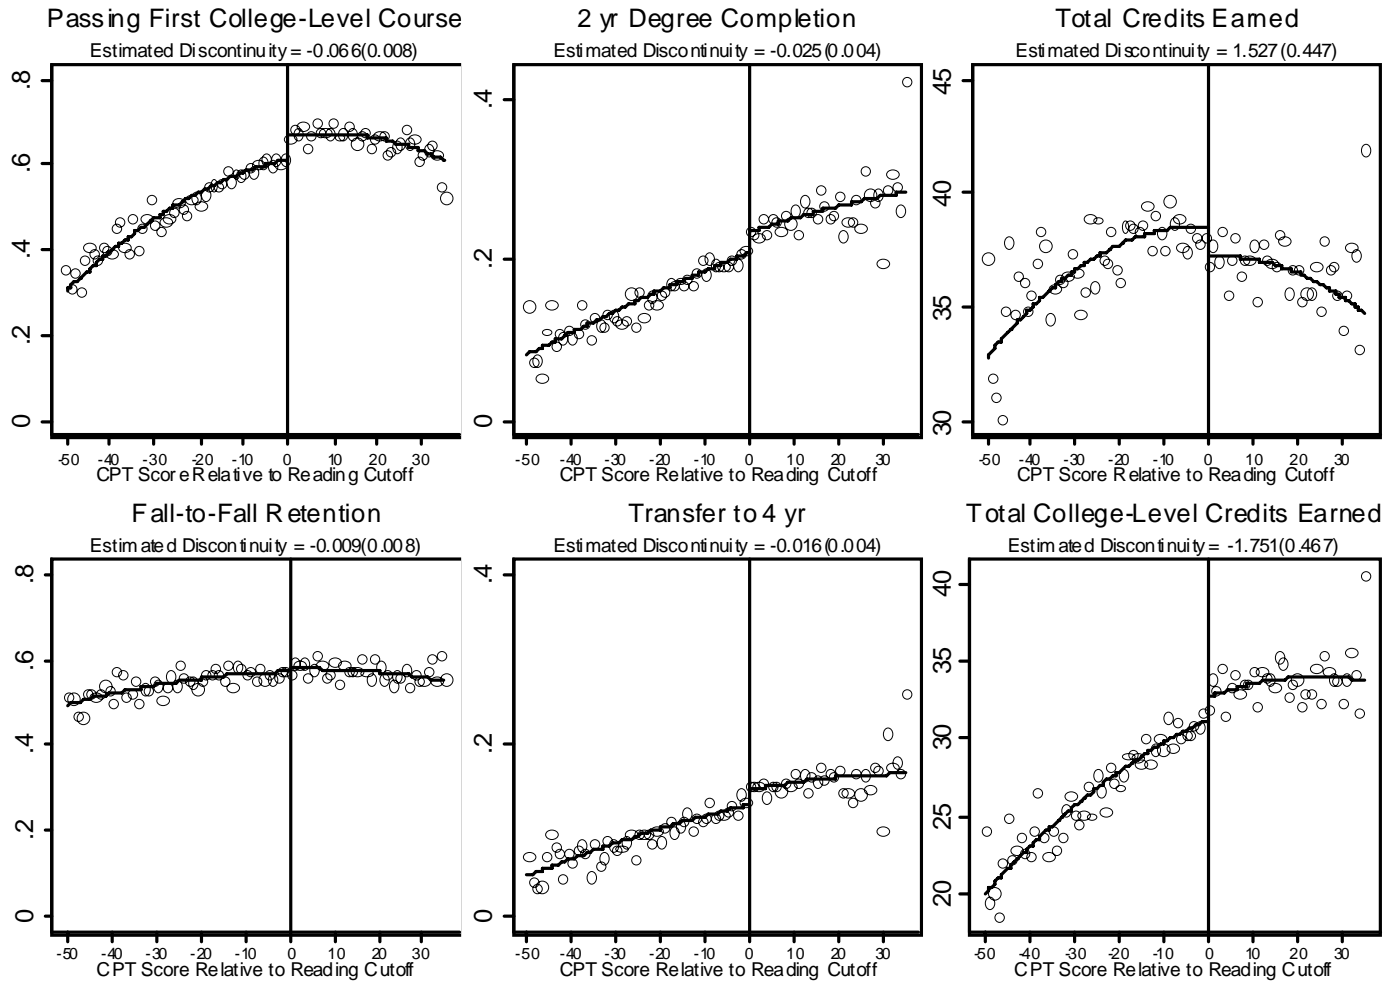 Passing First College-Level Course
Estimated Discontinuity = -0.066(0.008)
.8
.6
.4
.2
0
-50 -40 -30 -20 -10 0 10 20 30
CPT Score Relative to Reading Cutoff
2 yr Degree Completion
Estimated Discontinuity = -0.025(0.004)
.4
.2
0
-50 -40 -30 -20 -10 0 10 20 30
CPT Score Relative to Reading Cutoff
Total Credits Earned
Estimated Discontinuity = 1.527(0.447)
45
40
35
30
-50 -40 -30 -20 -10 0 10 20 30
CPT Score Relative to Reading Cutoff
Fall-to-Fall Retention
Estimated Discontinuity = -0.009(0.008)
.8
.6
.4
.2
0
-50 -40 -30 -20 -10 0 10 20 30
CPT Score Relative to Reading Cutoff
Transfer to 4 yr
Estimated Discontinuity = -0.016(0.004)
.4
.2
0
-50 -40 -30 -20 -10 0 10 20 30
CPT Score Relative to Reading Cutoff
Total College-Level Credits Earned
Estimated Discontinuity = -1.751(0.467)
40
35
30
25
20
-50 -40 -30 -20 -10 0 10 20 30
CPT Score Relative to Reading Cutoff